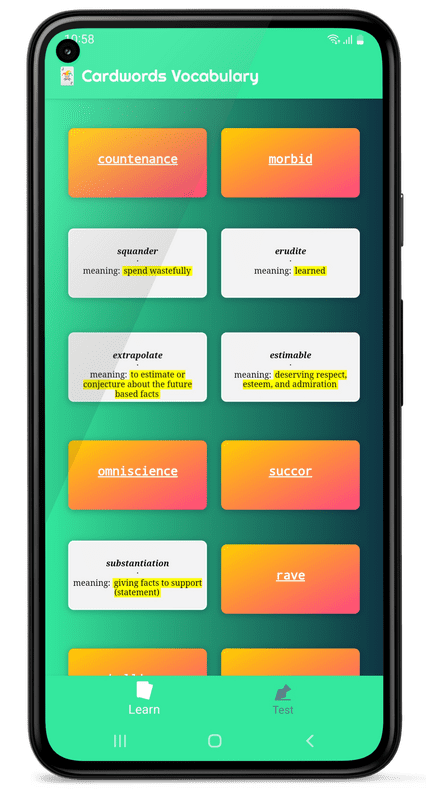 10:58
Cardwords Vocabulary
countenance
morbid
squander
meaning: spend wastefully
erudite
meaning: learned
extrapolate
meaning: to estimate or
conjecture about the future
based facts
estimable
meaning: deserving respect,
esteem, and admiration
omniscience
succor
substantiation
meaning: giving facts to support
(statement)
rave
Learn
Test